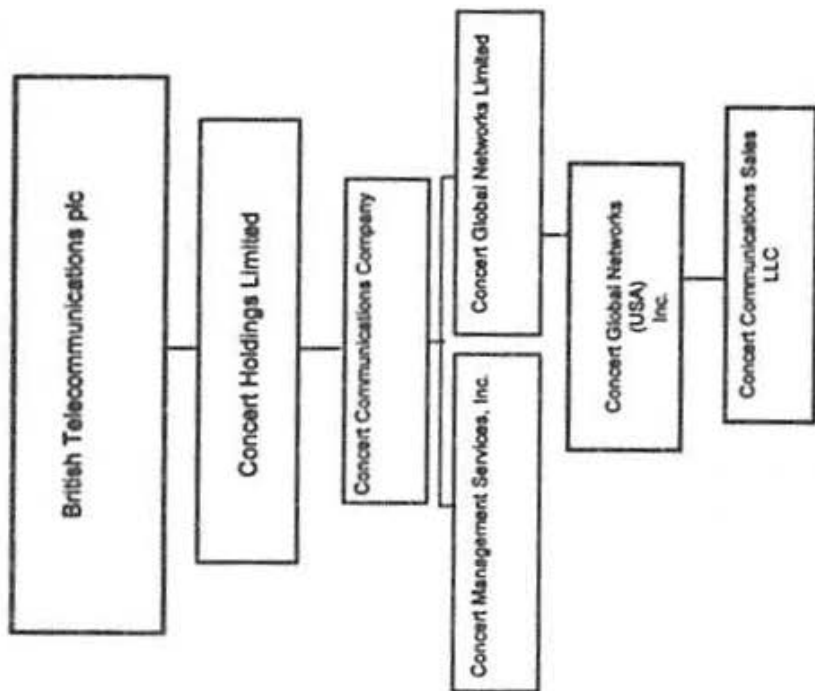 British Telecommunications plc
Concert Holdings Limited
Concert Communications Company
Concert Management Services, Inc.
Concert Global Networks Limited
Concert Global Networks
(USA)
Inc.
Concert Communications Sales
LLC